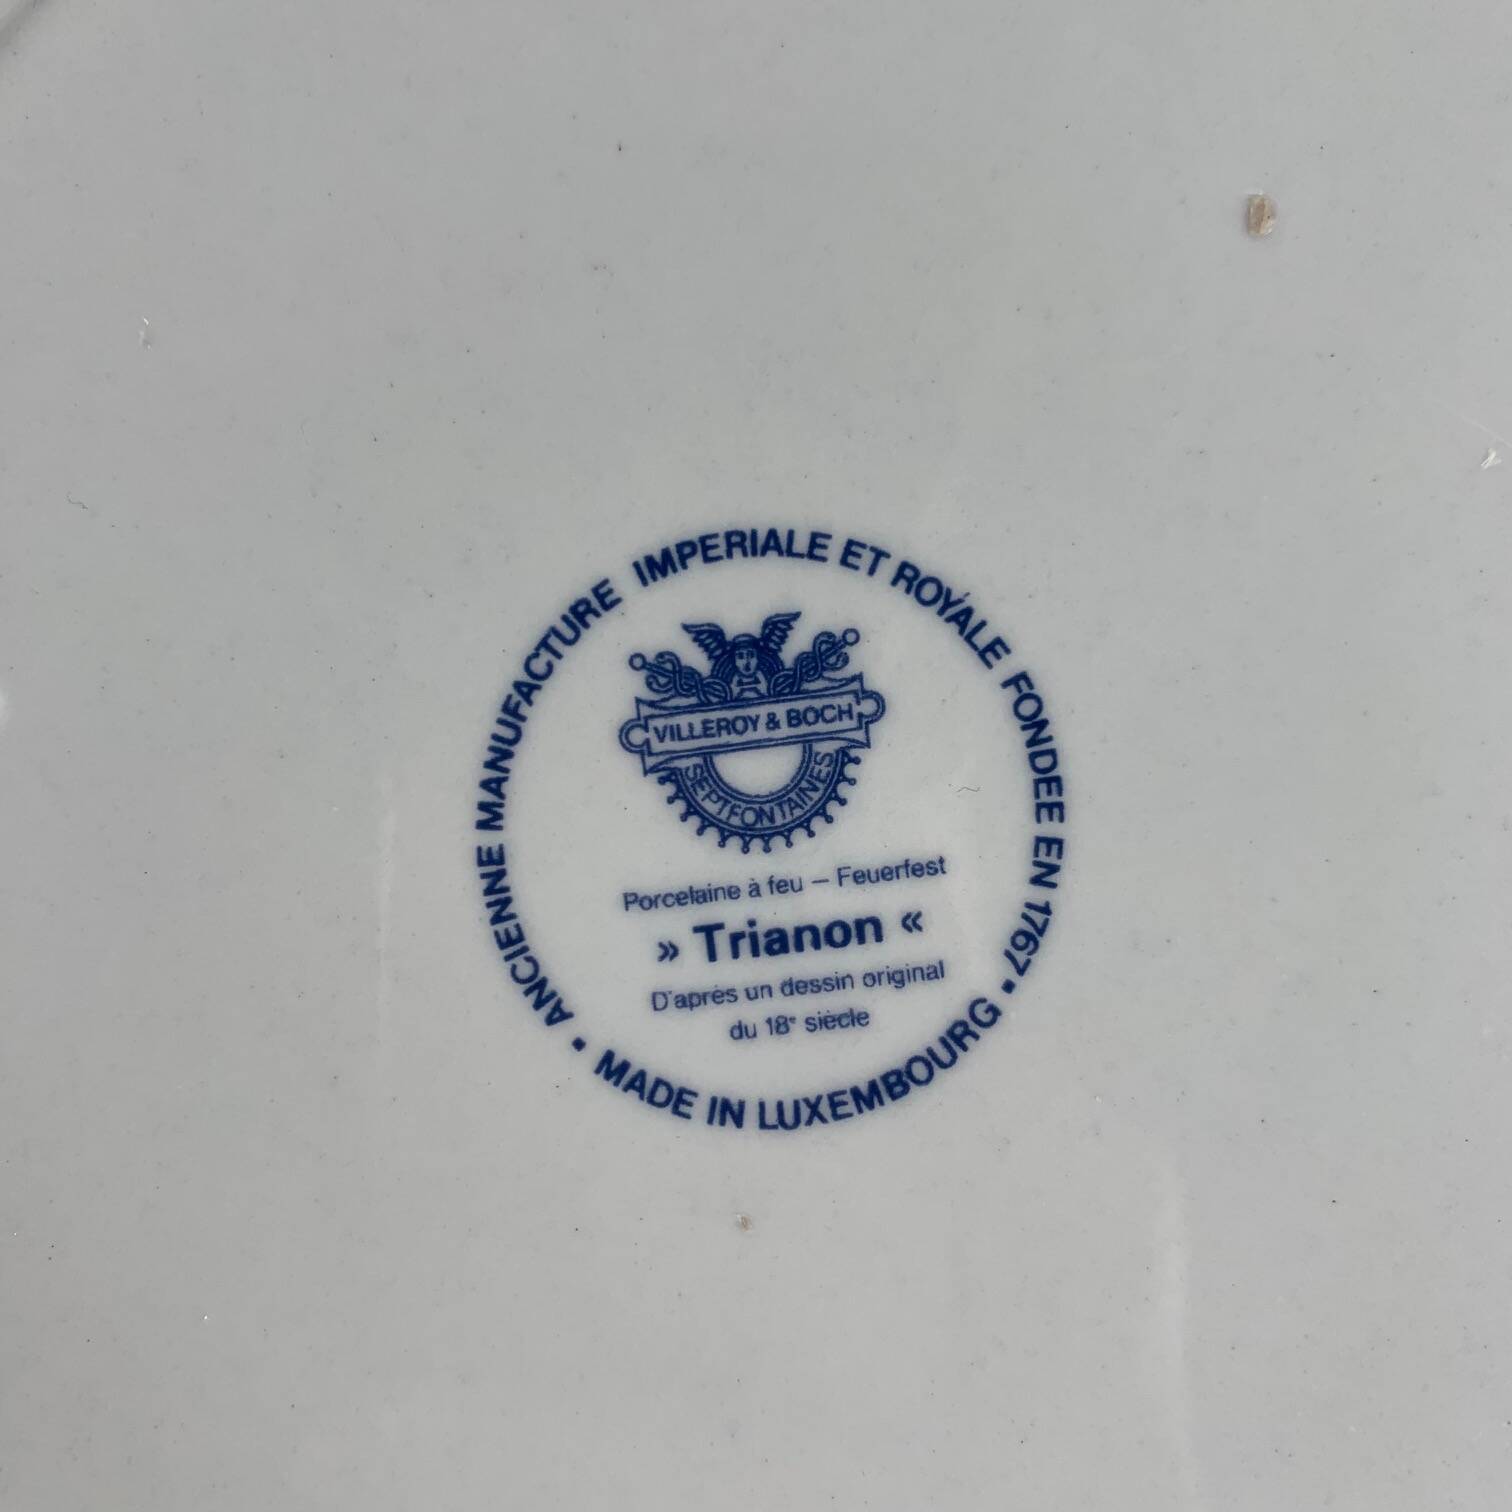 ANCIENNE MANUFACTURE IMPERIALE ET ROYALE FONDEE EN 1767 •
VILLEROY & BOCH
SEPTFONTAINES
Porcelaine à feu – Feuerfest
» Trianon «
D'après un dessin original
du 18e siècle
• MADE IN LUXEMBOURG